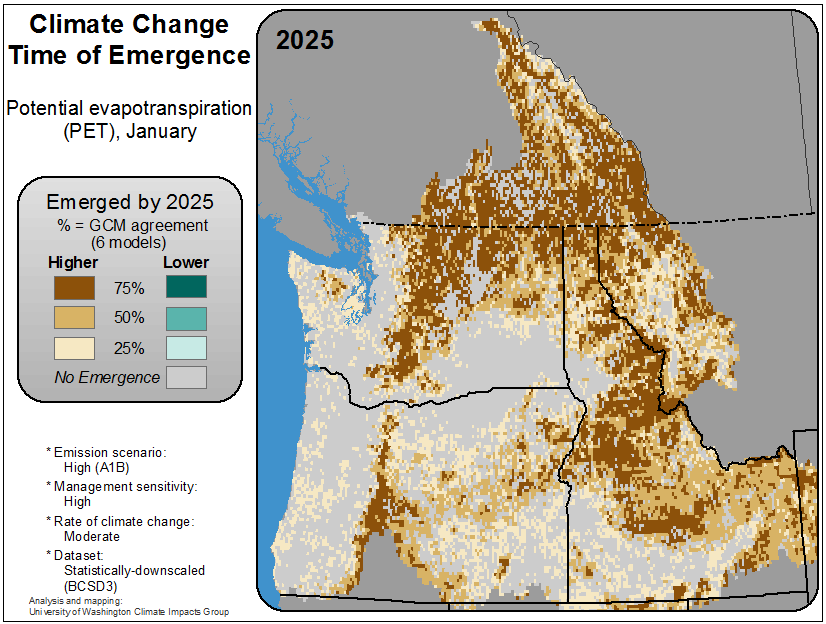 Climate Change
Time of Emergence
Potential evapotranspiration
(PET), January
2025
Emerged by 2025
% = GCM agreement
(6 models)
Higher Lower
75%
50%
25%
No Emergence
* Emission scenario:
High (A1B)
* Management sensitivity:
High
* Rate of climate change:
Moderate
* Dataset:
Statistically-downscaled
(BCSD3)
Analysis and mapping:
University of Washington Climate Impacts Group